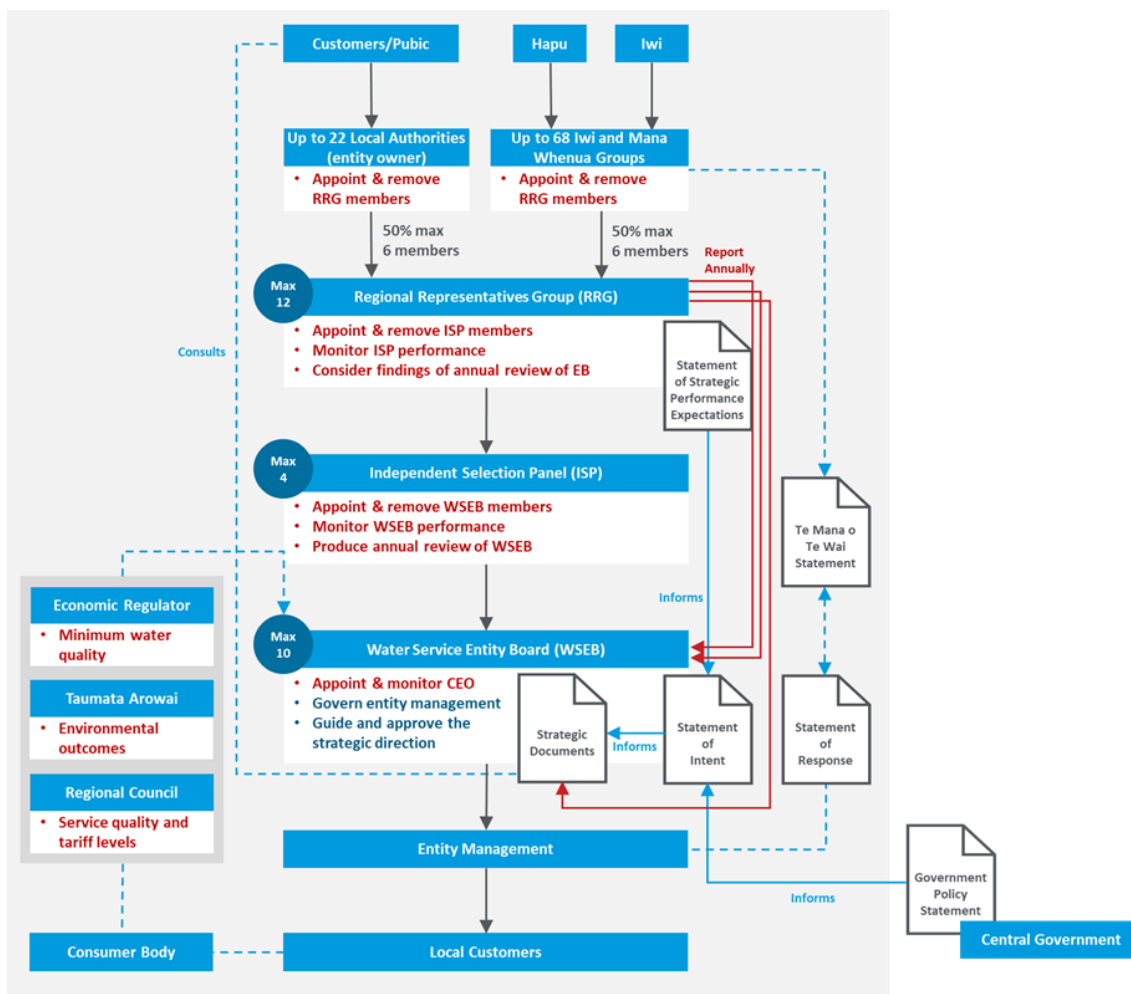 Customers/Pubic
Hapu
Iwi
Up to 22 Local Authorities
(entity owner)
• Appoint & remove
RRG members
Up to 68 Iwi and Mana
Whenua Groups
• Appoint & remove
RRG members
50% max
6 members
50% max
6 members
Report
Annually
Max
12
Regional Representatives Group (RRG)
• Appoint & remove ISP members
• Monitor ISP performance
• Consider findings of annual review of EB
Consults
Statement
of Strategic
Performance
Expectations
Max
4
Independent Selection Panel (ISP)
• Appoint & remove WSEB members
• Monitor WSEB performance
• Produce annual review of WSEB
Te Mana o
Te Wai
Statement
Informs
Economic Regulator
• Minimum water
quality
Taumata Arowai
• Environmental
outcomes
Regional Council
• Service quality and
tariff levels
Max
10
Water Service Entity Board (WSEB)
• Appoint & monitor CEO
• Govern entity management
• Guide and approve the
strategic direction
Strategic
Documents
Informs
Statement
of
Intent
Statement
of
Response
Entity Management
Informs
Government
Policy
Statement
Central Government
Consumer Body
Local Customers